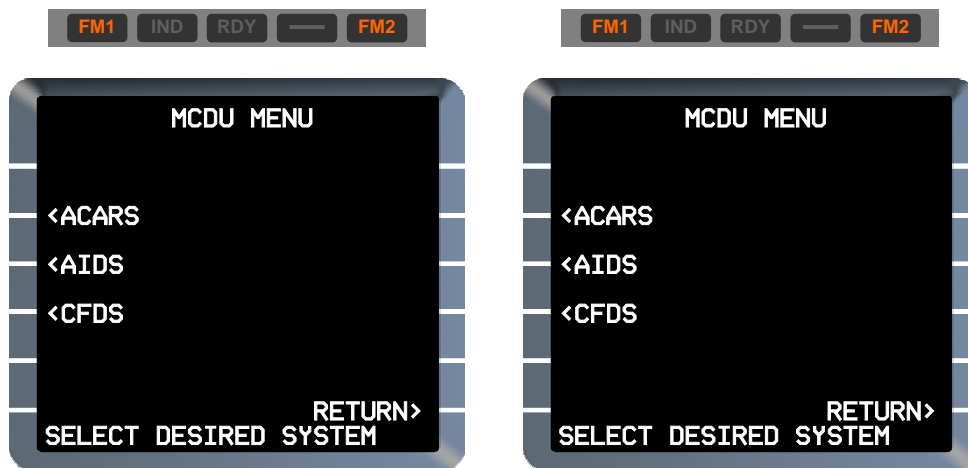 FM1 IND RDY FM2
MCDU MENU
<ACARS
<AIDS
<CFDS
RETURN>
SELECT DESIRED SYSTEM
FM1 IND RDY FM2
MCDU MENU
<ACARS
<AIDS
<CFDS
RETURN>
SELECT DESIRED SYSTEM